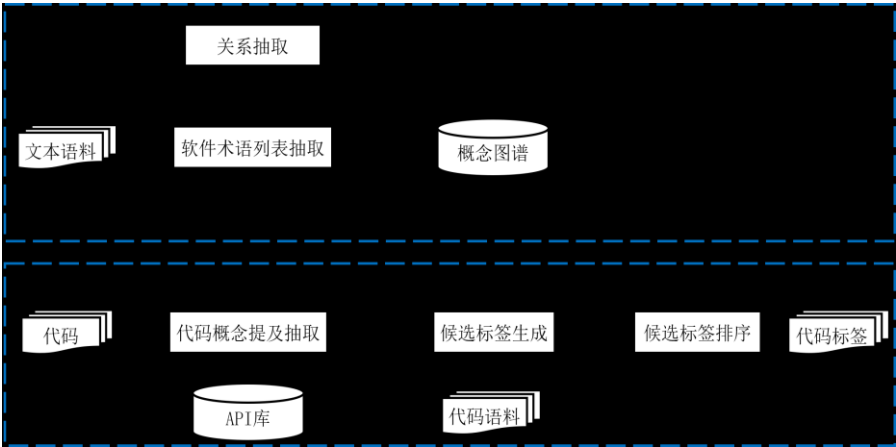 关系抽取
文本语料
软件术语列表抽取
概念图谱
代码
代码概念提及抽取
候选标签生成
候选标签排序
代码标签
API库
代码语料